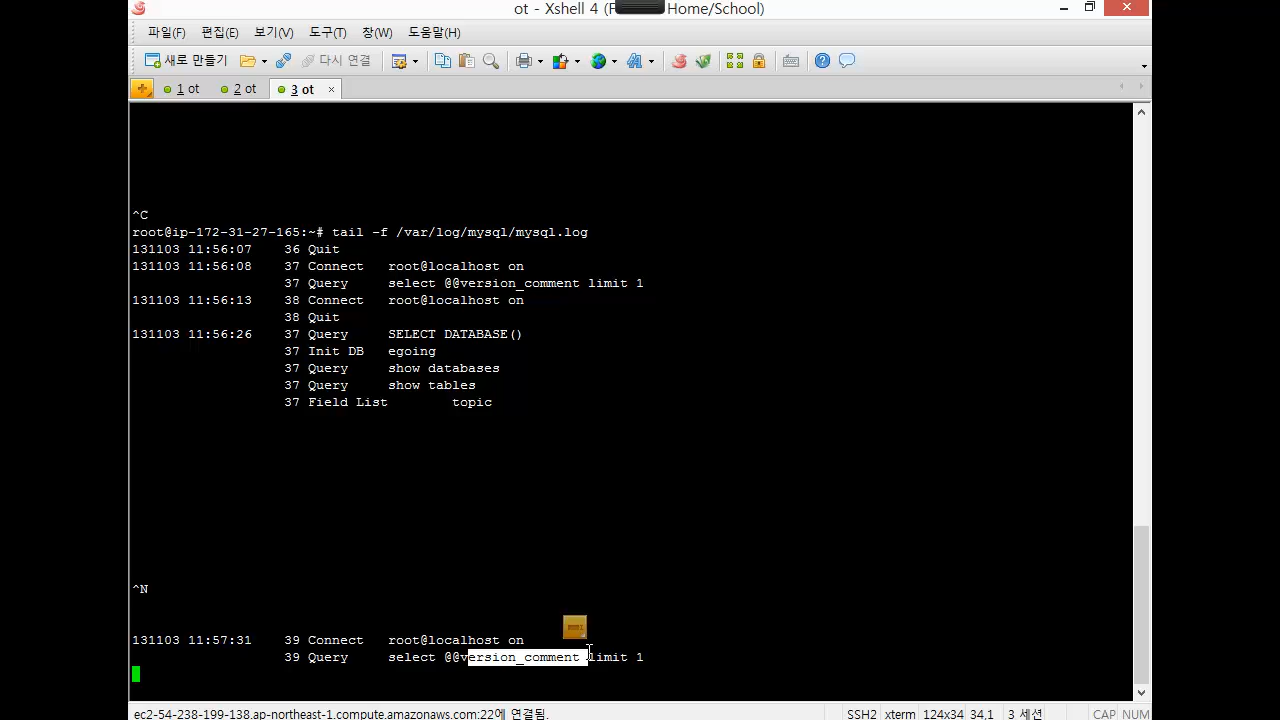 ot - Xshell 4 (F Home/School)
파일(F) 편집(E) 보기(V) 도구(T) 창(W) 도움말(H)
새로 만들기 다시 연결
1 ot 2 ot 3 ot ×
^C
root@ip-172-31-27-165:~# tail -f /var/log/mysql/mysql.log
131103 11:56:07 36 Quit
131103 11:56:08 37 Connect root@localhost on
37 Query select @@version_comment limit 1
131103 11:56:13 38 Connect root@localhost on
38 Quit
131103 11:56:26 37 Query SELECT DATABASE()
37 Init DB egoing
37 Query show databases
37 Query show tables
37 Field List topic
^N
131103 11:57:31 39 Connect root@localhost on
39 Query select @@version_comment limit 1
ec2-54-238-199-138.ap-northeast-1.compute.amazonaws.com:22에 연결됨. SSH2 xterm 124x34 34,1 3 세션 CAP NUM